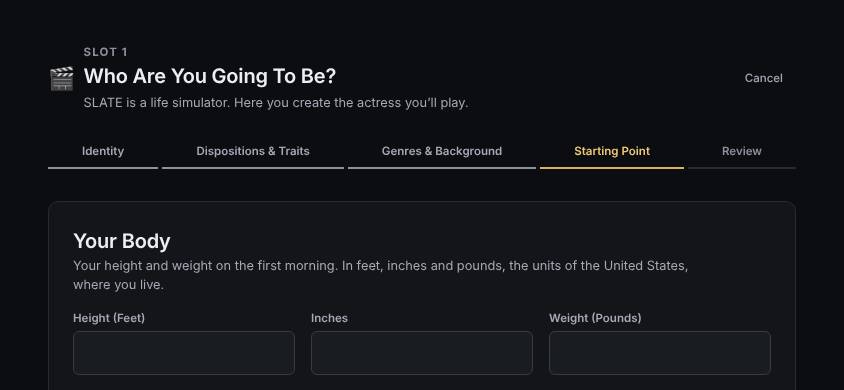 SLOT 1
Who Are You Going To Be?
SLATE is a life simulator. Here you create the actress you’ll play.
Cancel
Identity
Dispositions & Traits
Genres & Background
Starting Point
Review
Your Body
Your height and weight on the first morning. In feet, inches and pounds, the units of the United States,
where you live.
Height (Feet)
Inches
Weight (Pounds)